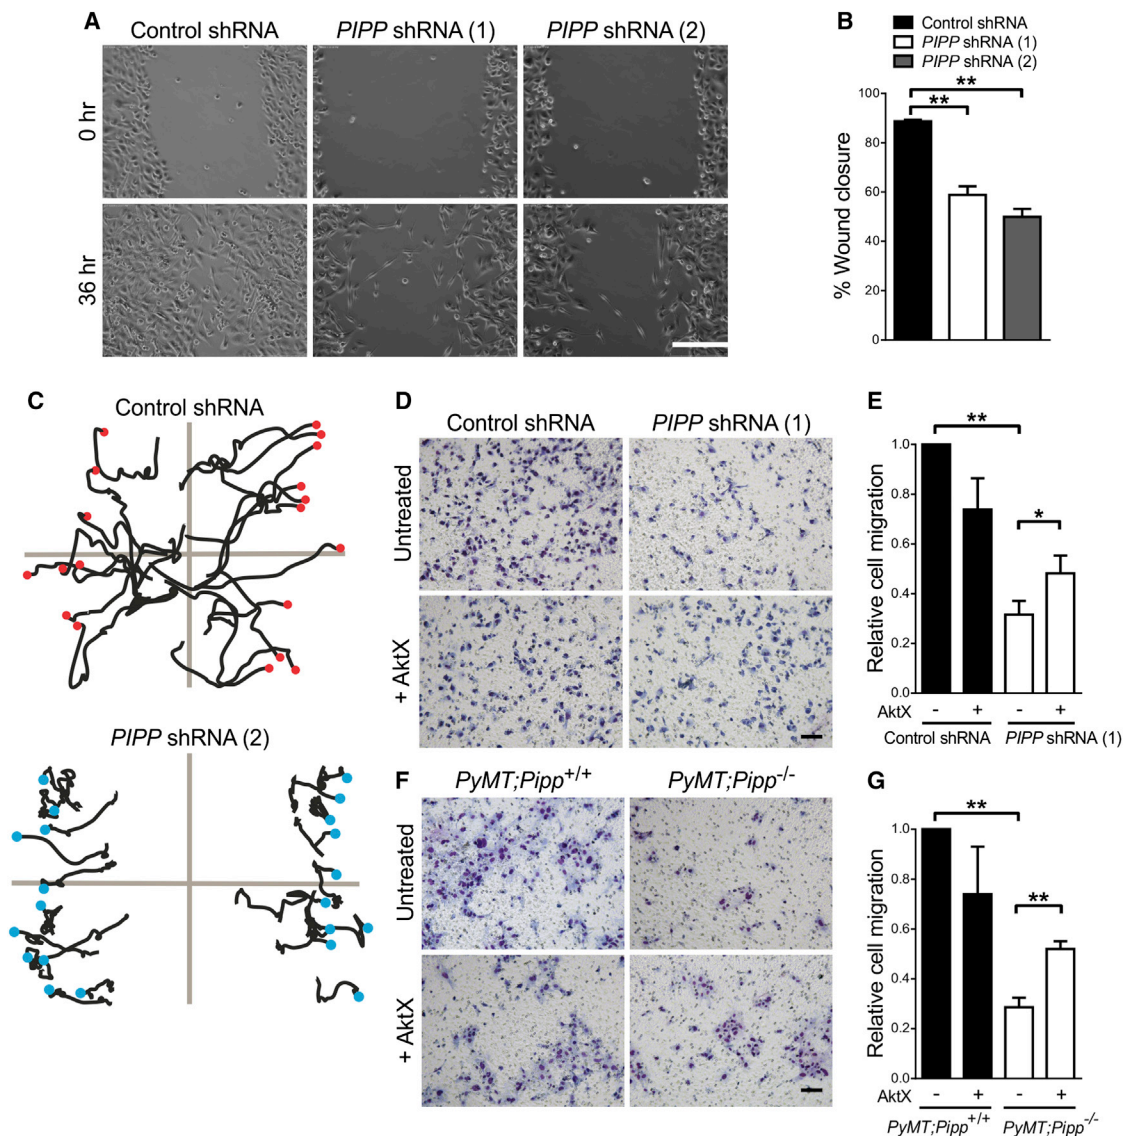 A
Control shRNA
PIPP shRNA (1)
PIPP shRNA (2)
0 hr
36 hr
B
Control shRNA
PIPP shRNA (1)
PIPP shRNA (2)
**
**
100
80
60
40
20
0
% Wound closure
C
Control shRNA
PIPP shRNA (2)
D
Control shRNA
PIPP shRNA (1)
Untreated
+ AktX
E
**
*
1.0
0.8
0.6
0.4
0.2
0.0
Relative cell migration
AktX - + - +
Control shRNA PIPP shRNA (1)
F
PyMT;Pipp+/+
PyMT;Pipp-/-
Untreated
+ AktX
G
**
**
1.0
0.8
0.6
0.4
0.2
0.0
Relative cell migration
AktX - + - +
PyMT;Pipp+/+ PyMT;Pipp-/-